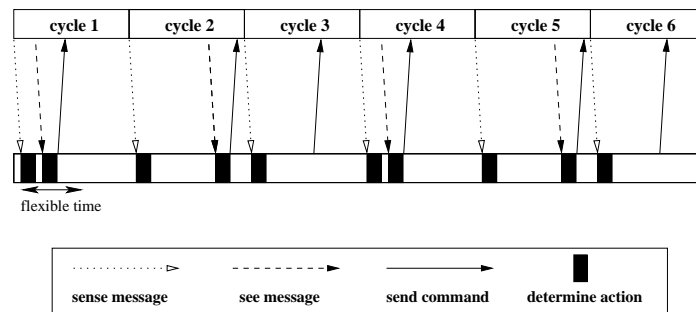 cycle 1 cycle 2 cycle 3 cycle 4 cycle 5 cycle 6
flexible time
sense message see message send command determine action